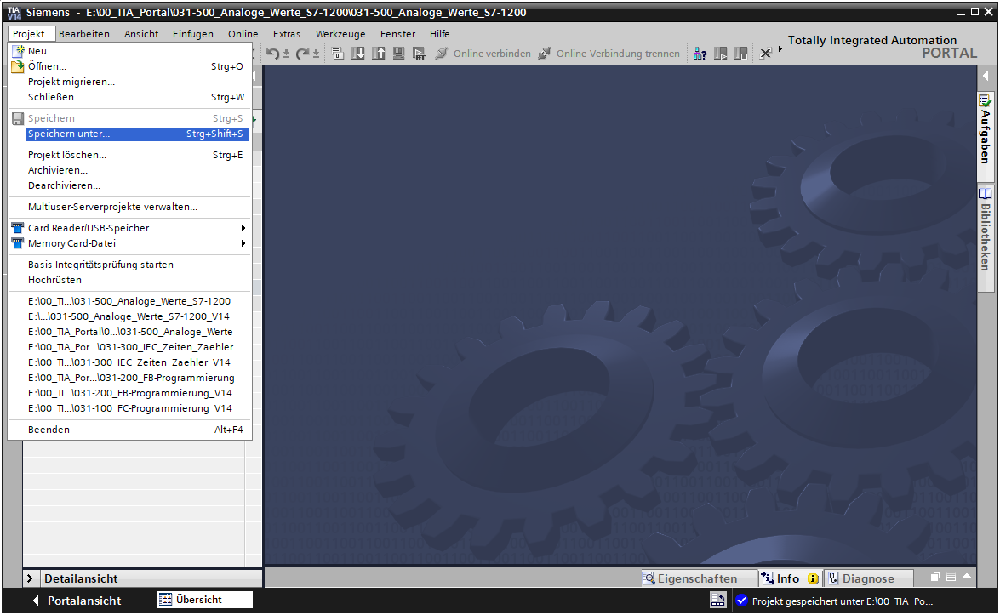 TIA V14 Siemens - E:\00_TIA_Portal\031-500_Analoge_Werte_S7-1200\031-500_Analoge_Werte_S7-1200
Projekt Bearbeiten Ansicht Einfügen Online Extras Werkzeuge Fenster Hilfe
Totally Integrated Automation
PORTAL
Online verbinden Online-Verbindung trennen
Neu...
Öffnen... Strg+O
Projekt migrieren...
Schließen Strg+W
Speichern Strg+S
Speichern unter... Strg+Shift+S
Projekt löschen... Strg+E
Archivieren...
Dearchivieren...
Multiuser-Serverprojekte verwalten...
Card Reader/USB-Speicher
Memory Card-Datei
Basis-Integritätsprüfung starten
Hochrüsten
E:\00_TI...\031-500_Analoge_Werte_S7-1200
E:\...\031-500_Analoge_Werte_S7-1200_V14
E:\00_TIA_Portal\0...\031-500_Analoge_Werte
E:\00_TIA_Por...\031-300_IEC_Zeiten_Zaehler
E:\00_TI...\031-300_IEC_Zeiten_Zaehler_V14
E:\00_TIA_Por...\031-200_FB-Programmierung
E:\00_TI...\031-200_FB-Programmierung_V14
E:\00_TI...\031-100_FC-Programmierung_V14
Beenden Alt+F4
Aufgaben
Bibliotheken
Detailansicht
Eigenschaften Info Diagnose
Portalansicht Übersicht
Projekt gespeichert unter E:\00_TIA_Po...